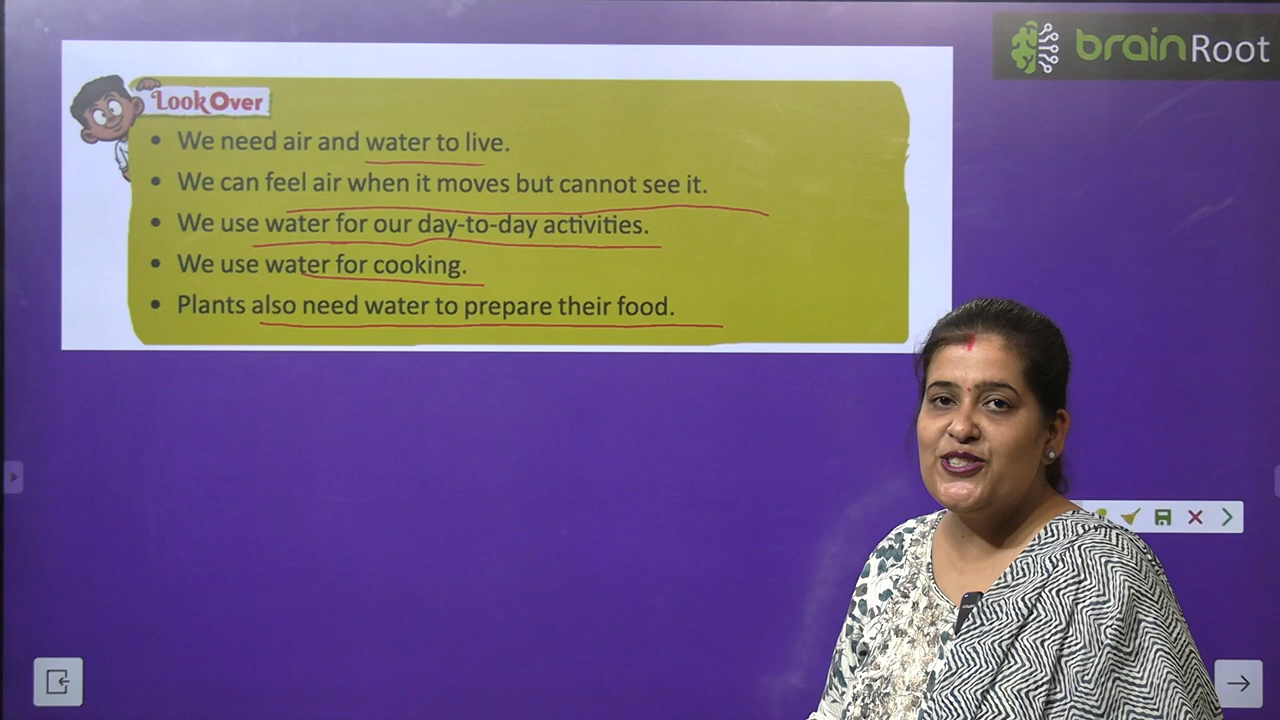 brainRoot
Look Over
• We need air and water to live.
• We can feel air when it moves but cannot see it.
• We use water for our day-to-day activities.
• We use water for cooking.
• Plants also need water to prepare their food.